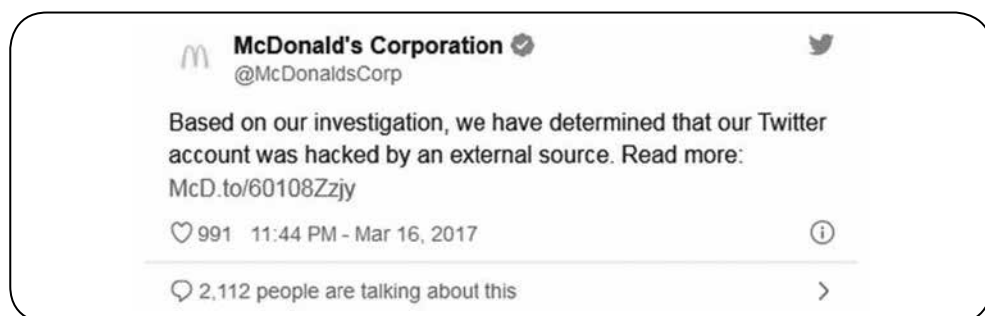 McDonald's Corporation
@McDonaldsCorp
Based on our investigation, we have determined that our Twitter
account was hacked by an external source. Read more:
McD.to/60108Zzjy
991 11:44 PM - Mar 16, 2017
2,112 people are talking about this